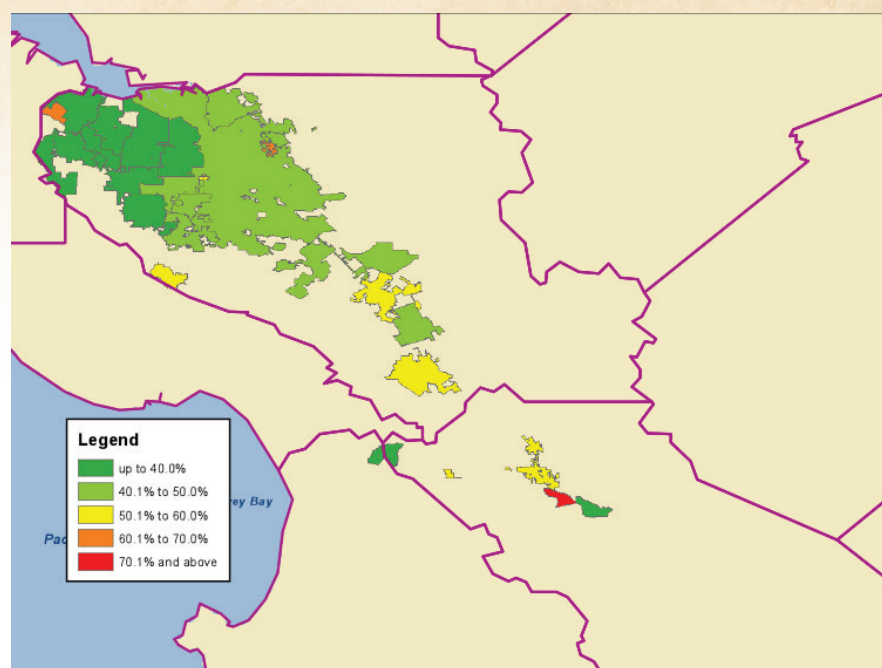 Legend
up to 40.0%
40.1% to 50.0%
50.1% to 60.0%
60.1% to 70.0%
70.1% and above
rey Bay
Pac